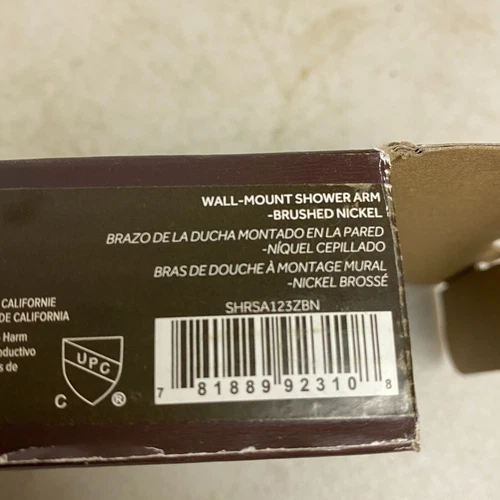 WALL-MOUNT SHOWER ARM
-BRUSHED NICKEL
BRAZO DE LA DUCHA MONTADO EN LA PARED
-NÍQUEL CEPILLADO
BRAS DE DOUCHE À MONTAGE MURAL
-NICKEL BROSSÉ
SHRSA123ZBN
7 81889 92310 8
CALIFORNIE
DE CALIFORNIA
Harm
productivo
s de
UPC
C ®